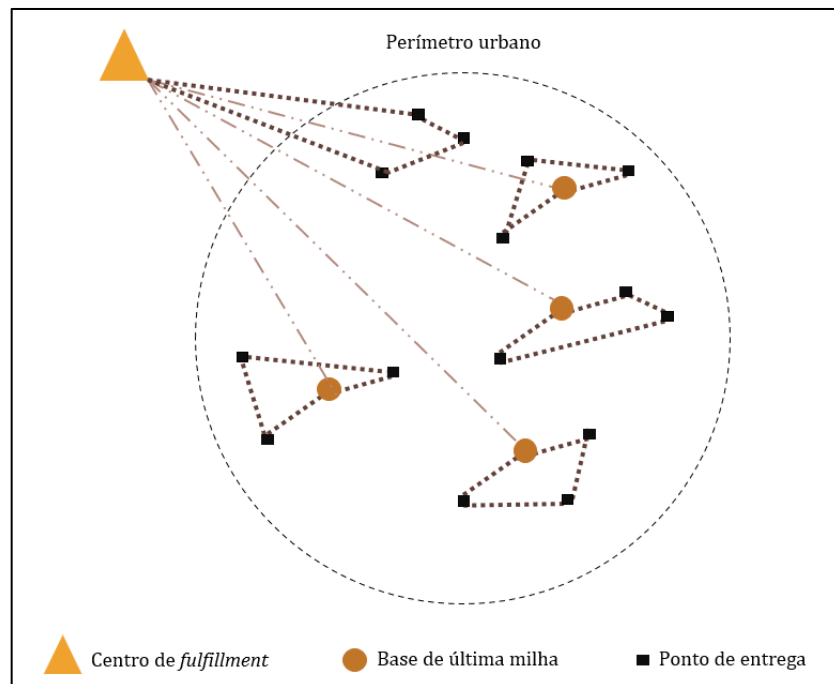 Perímetro urbano
Centro de fulfillment
Base de última milha
Ponto de entrega